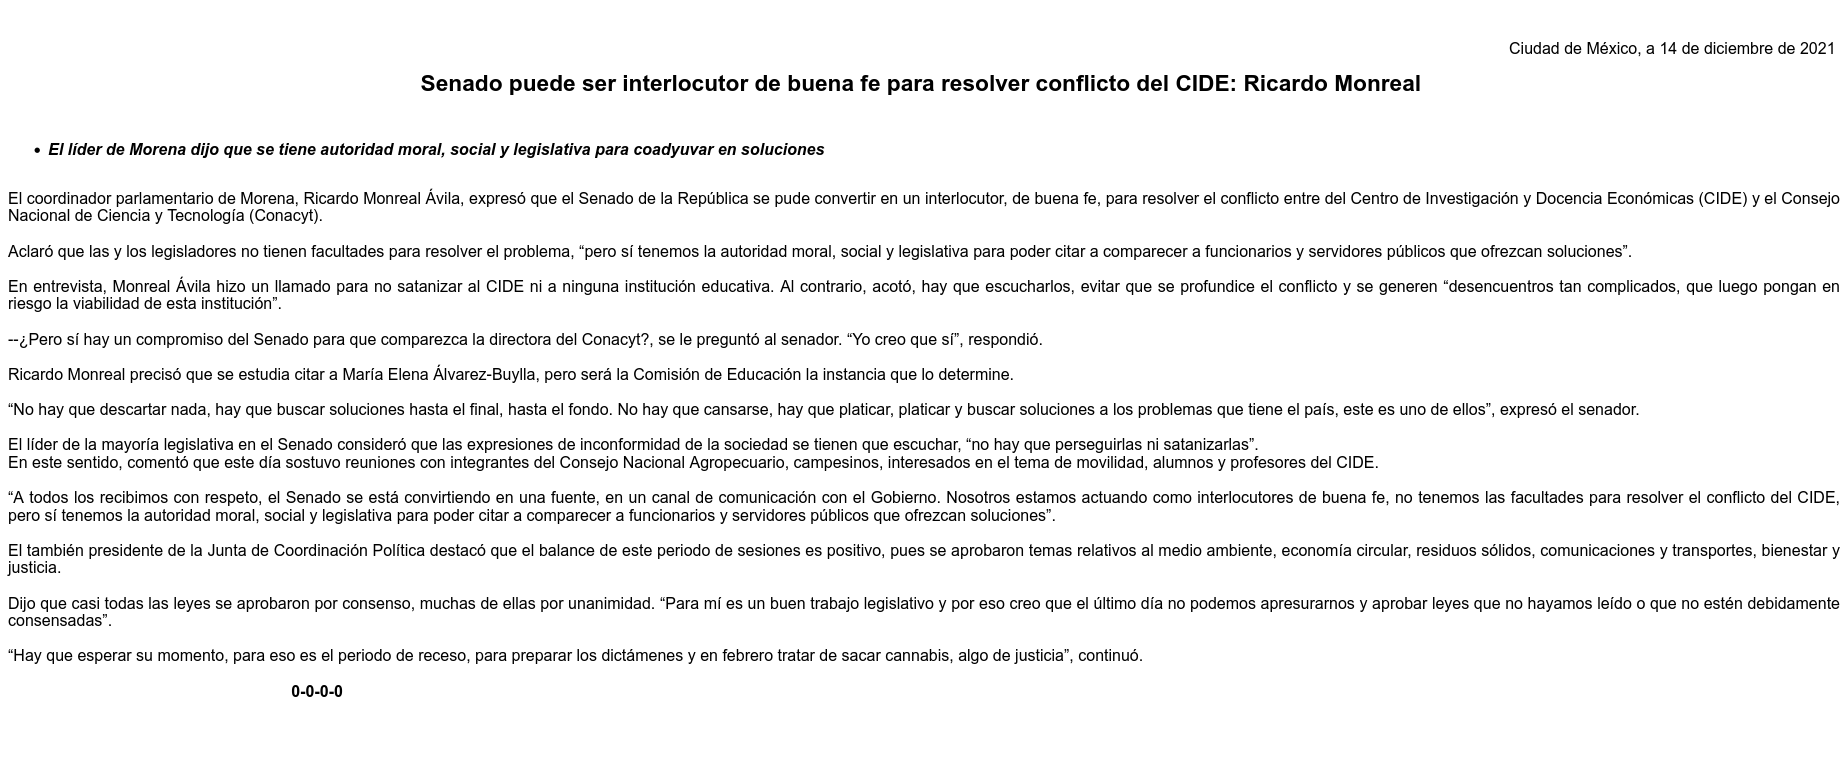 Ciudad de México, a 14 de diciembre de 2021
Senado puede ser interlocutor de buena fe para resolver conflicto del CIDE: Ricardo Monreal
• El líder de Morena dijo que se tiene autoridad moral, social y legislativa para coadyuvar en soluciones
El coordinador parlamentario de Morena, Ricardo Monreal Ávila, expresó que el Senado de la República se pude convertir en un interlocutor, de buena fe, para resolver el conflicto entre del Centro de Investigación y Docencia Económicas (CIDE) y el Consejo
Nacional de Ciencia y Tecnología (Conacyt).
Aclaró que las y los legisladores no tienen facultades para resolver el problema, “pero sí tenemos la autoridad moral, social y legislativa para poder citar a comparecer a funcionarios y servidores públicos que ofrezcan soluciones”.
En entrevista, Monreal Ávila hizo un llamado para no satanizar al CIDE ni a ninguna institución educativa. Al contrario, acotó, hay que escucharlos, evitar que se profundice el conflicto y se generen “desencuentros tan complicados, que luego pongan en
riesgo la viabilidad de esta institución”.
--¿Pero sí hay un compromiso del Senado para que comparezca la directora del Conacyt?, se le preguntó al senador. “Yo creo que sí”, respondió.
Ricardo Monreal precisó que se estudia citar a María Elena Álvarez-Buylla, pero será la Comisión de Educación la instancia que lo determine.
“No hay que descartar nada, hay que buscar soluciones hasta el final, hasta el fondo. No hay que cansarse, hay que platicar, platicar y buscar soluciones a los problemas que tiene el país, este es uno de ellos”, expresó el senador.
El líder de la mayoría legislativa en el Senado consideró que las expresiones de inconformidad de la sociedad se tienen que escuchar, “no hay que perseguirlas ni satanizarlas”.
En este sentido, comentó que este día sostuvo reuniones con integrantes del Consejo Nacional Agropecuario, campesinos, interesados en el tema de movilidad, alumnos y profesores del CIDE.
“A todos los recibimos con respeto, el Senado se está convirtiendo en una fuente, en un canal de comunicación con el Gobierno. Nosotros estamos actuando como interlocutores de buena fe, no tenemos las facultades para resolver el conflicto del CIDE,
pero sí tenemos la autoridad moral, social y legislativa para poder citar a comparecer a funcionarios y servidores públicos que ofrezcan soluciones”.
El también presidente de la Junta de Coordinación Política destacó que el balance de este periodo de sesiones es positivo, pues se aprobaron temas relativos al medio ambiente, economía circular, residuos sólidos, comunicaciones y transportes, bienestar y
justicia.
Dijo que casi todas las leyes se aprobaron por consenso, muchas de ellas por unanimidad. “Para mí es un buen trabajo legislativo y por eso creo que el último día no podemos apresurarnos y aprobar leyes que no hayamos leído o que no estén debidamente
consensadas”.
“Hay que esperar su momento, para eso es el periodo de receso, para preparar los dictámenes y en febrero tratar de sacar cannabis, algo de justicia”, continuó.
0-0-0-0